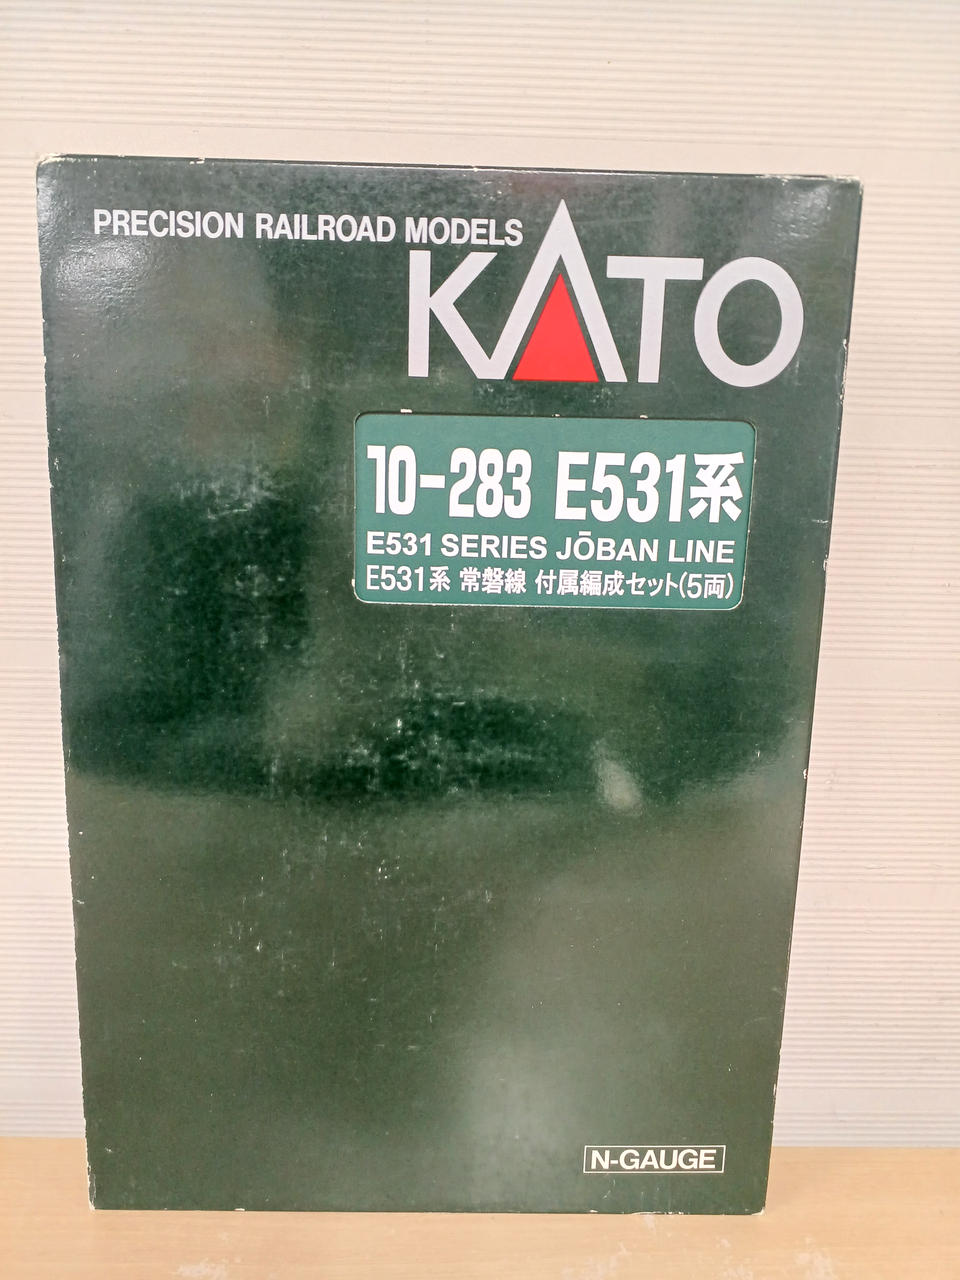 PRECISION RAILROAD MODELS
KATO
10-283 E531系
E531 SERIES JŌBAN LINE
E531系 常磐線 付属編成セット(5両)
N-GAUGE